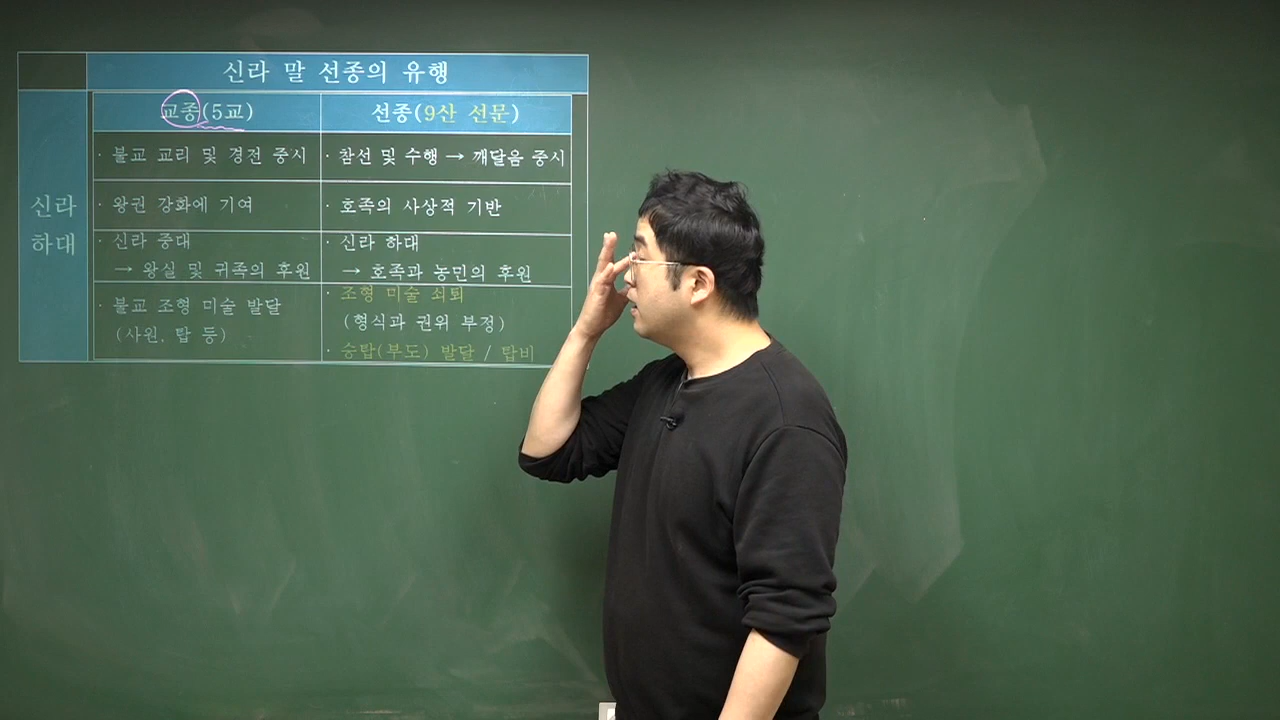 신라 말 선종의 유행
신라
하대
교종(5교)
선종(9산 선문)
· 불교 교리 및 경전 중시
· 참선 및 수행 → 깨달음 중시
· 왕권 강화에 기여
· 호족의 사상적 기반
· 신라 중대
→ 왕실 및 귀족의 후원
· 신라 하대
→ 호족과 농민의 후원
· 불교 조형 미술 발달
(사원, 탑 등)
· 조형 미술 쇠퇴
(형식과 권위 부정)
· 승탑(부도) 발달 / 탑비